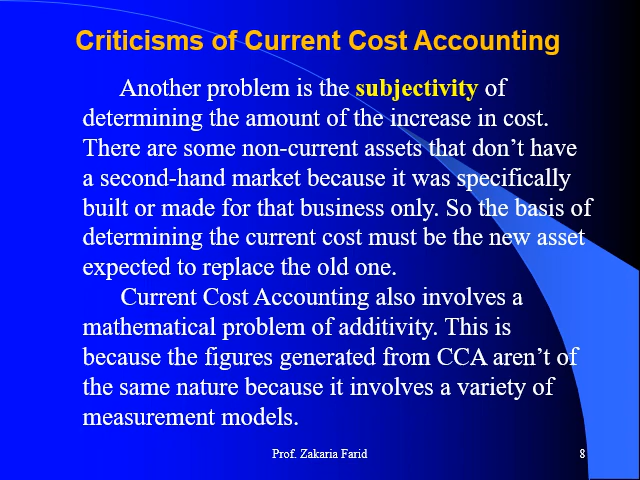 Criticisms of Current Cost Accounting
Another problem is the subjectivity of
determining the amount of the increase in cost.
There are some non-current assets that don’t have
a second-hand market because it was specifically
built or made for that business only. So the basis of
determining the current cost must be the new asset
expected to replace the old one.
Current Cost Accounting also involves a
mathematical problem of additivity. This is
because the figures generated from CCA aren’t of
the same nature because it involves a variety of
measurement models.
Prof. Zakaria Farid
8